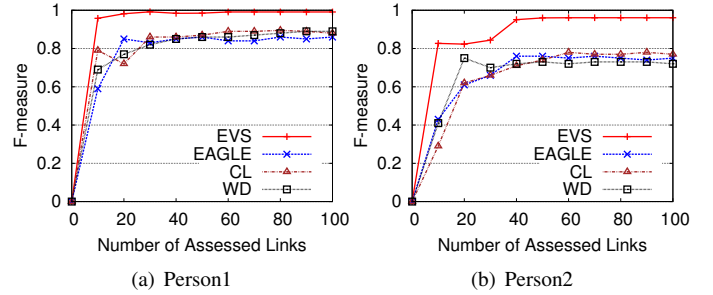 1
0.8
0.6
0.4
0.2
0
F-measure
EVS
EAGLE
CL
WD
0 20 40 60 80 100
Number of Assessed Links
(a) Person1
1
0.8
0.6
0.4
0.2
0
F-measure
EVS
EAGLE
CL
WD
0 20 40 60 80 100
Number of Assessed Links
(b) Person2